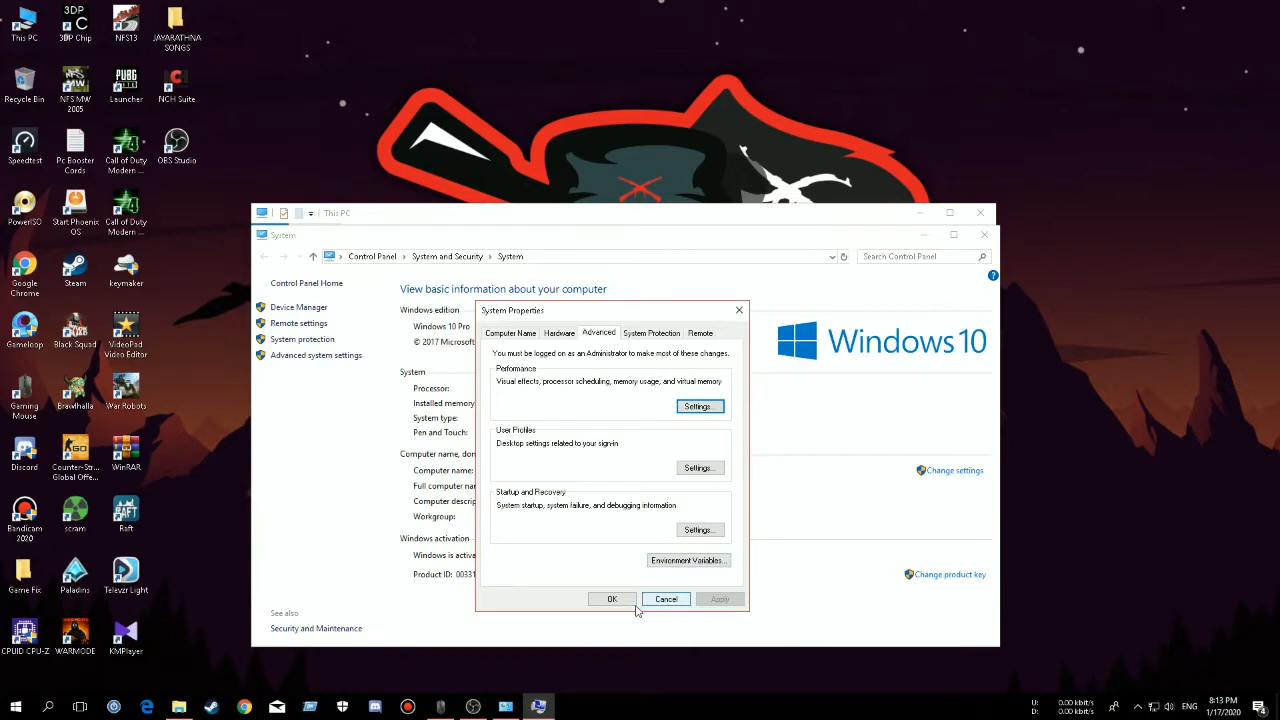 This PC
3DP Chip
NFS13
JAYARATHNA
SONGS
Recycle Bin
NFS MW
2005
Launcher
NCH Suite
Speedtest
Pc Booster
Cords
Call of Duty
Modern ...
OBS Studio
PowerISO
Start Phoenix
OS
Call of Duty
Modern ...
Google
Chrome
Steam
keymaker
Gameloop
Black Squad
VideoPad
Video Editor
Gaming
Mouse
Brawlhalla
War Robots
Discord
Counter-Str...
Global Offe...
WinRAR
Bandicam
2020
scram
Raft
Game Fix
Paladins
Televzr Light
CPUID CPU-Z
WARMODE
KMPlayer
This PC
System
Control Panel
System and Security
System
Search Control Panel
Control Panel Home
Device Manager
Remote settings
System protection
Advanced system settings
See also
Security and Maintenance
View basic information about your computer
Windows edition
Windows 10 Pro
© 2017 Microsoft
Windows 10
System
Processor:
Installed memory
System type:
Pen and Touch:
Computer name, dom
Computer name:
Full computer nam
Computer descrip
Workgroup:
Change settings
Windows activation
Windows is activa
Product ID: 00331
Change product key
System Properties
Computer Name
Hardware
Advanced
System Protection
Remote
You must be logged on as an Administrator to make most of these changes.
Performance
Visual effects, processor scheduling, memory usage, and virtual memory
Settings...
User Profiles
Desktop settings related to your sign-in
Settings...
Startup and Recovery
System startup, system failure, and debugging information
Settings...
Environment Variables...
OK
Cancel
Apply
U: 0.00 kbit/s
D: 0.00 kbit/s
ENG
8:13 PM
1/17/2020
4